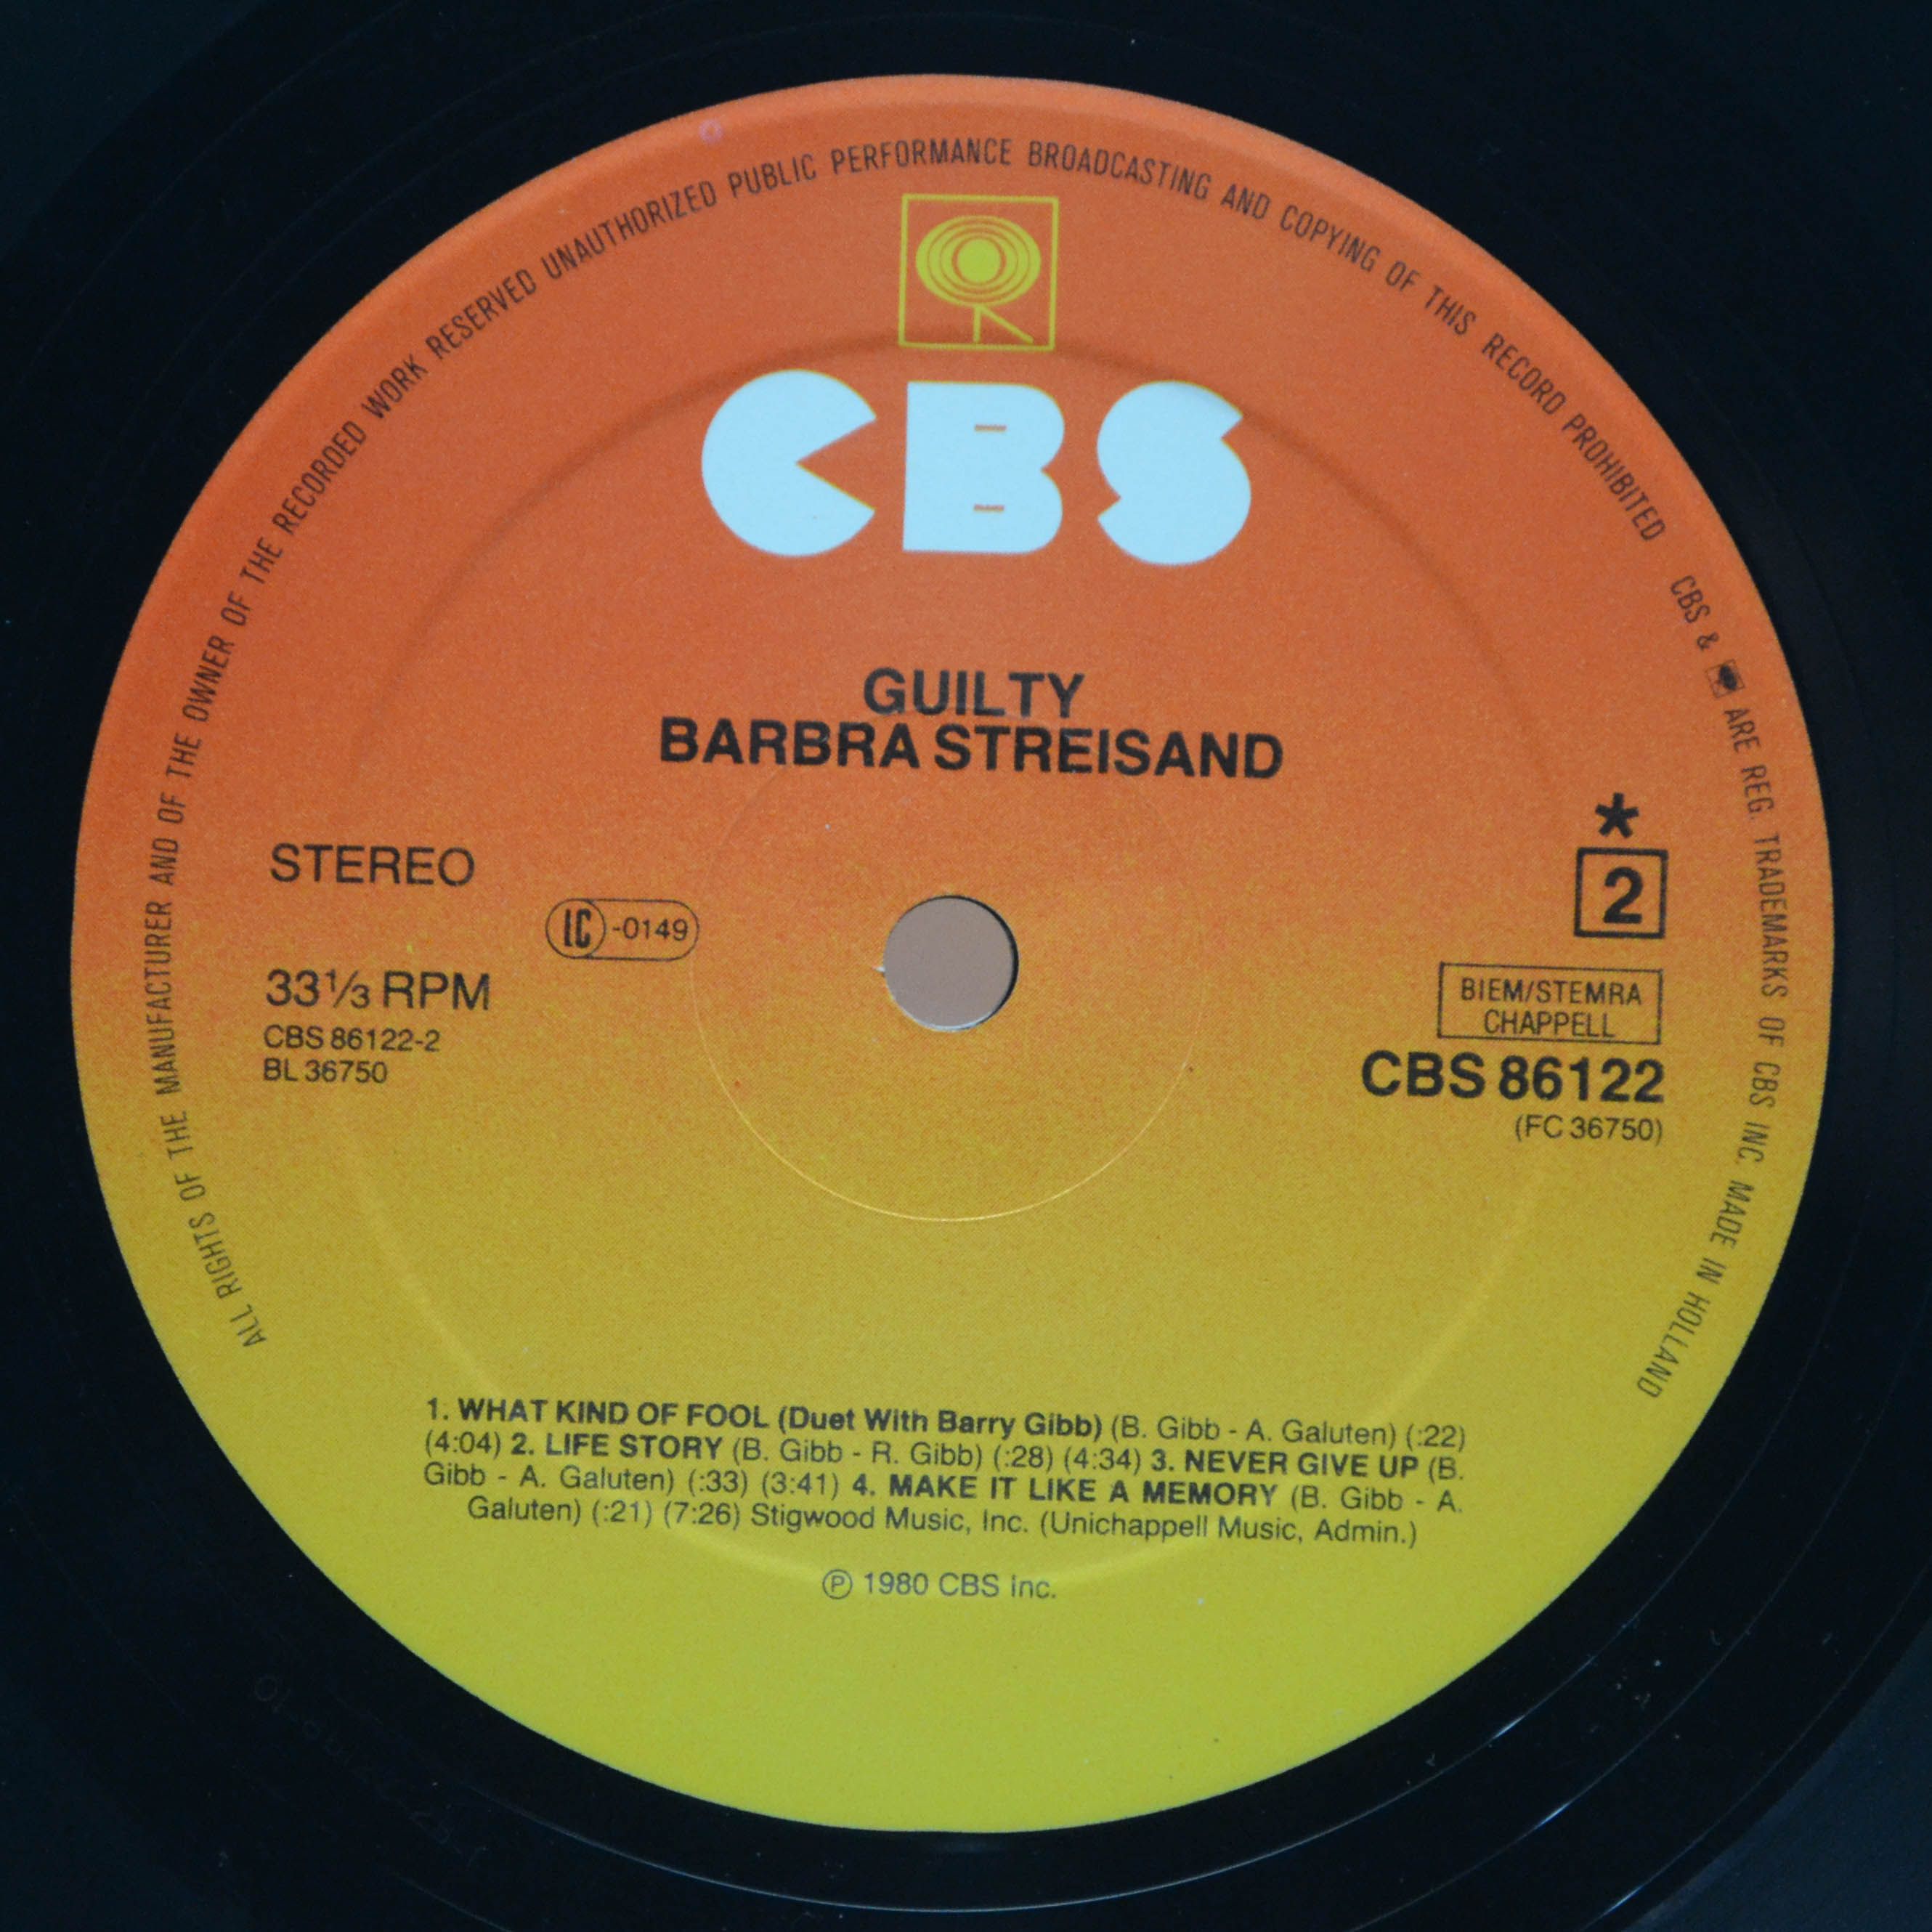 ALL RIGHTS OF THE MANUFACTURER AND OF THE OWNER OF THE RECORDED WORK RESERVED UNAUTHORIZED PUBLIC PERFORMANCE BROADCASTING AND COPYING OF THIS RECORD PROHIBITED CBS & ARE REG. TRADEMARKS OF CBS INC. MADE IN HOLLAND
CBS
GUILTY
BARBRA STREISAND
STEREO
IC-0149
33⅓ RPM
CBS 86122-2
BL 36750
*
2
BIEM/STEMRA
CHAPPELL
CBS 86122
(FC 36750)
1. WHAT KIND OF FOOL (Duet With Barry Gibb) (B. Gibb - A. Galuten) (:22)
(4:04) 2. LIFE STORY (B. Gibb - R. Gibb) (:28) (4:34) 3. NEVER GIVE UP (B.
Gibb - A. Galuten) (:33) (3:41) 4. MAKE IT LIKE A MEMORY (B. Gibb - A.
Galuten) (:21) (7:26) Stigwood Music, Inc. (Unichappell Music, Admin.)
Ⓟ 1980 CBS Inc.